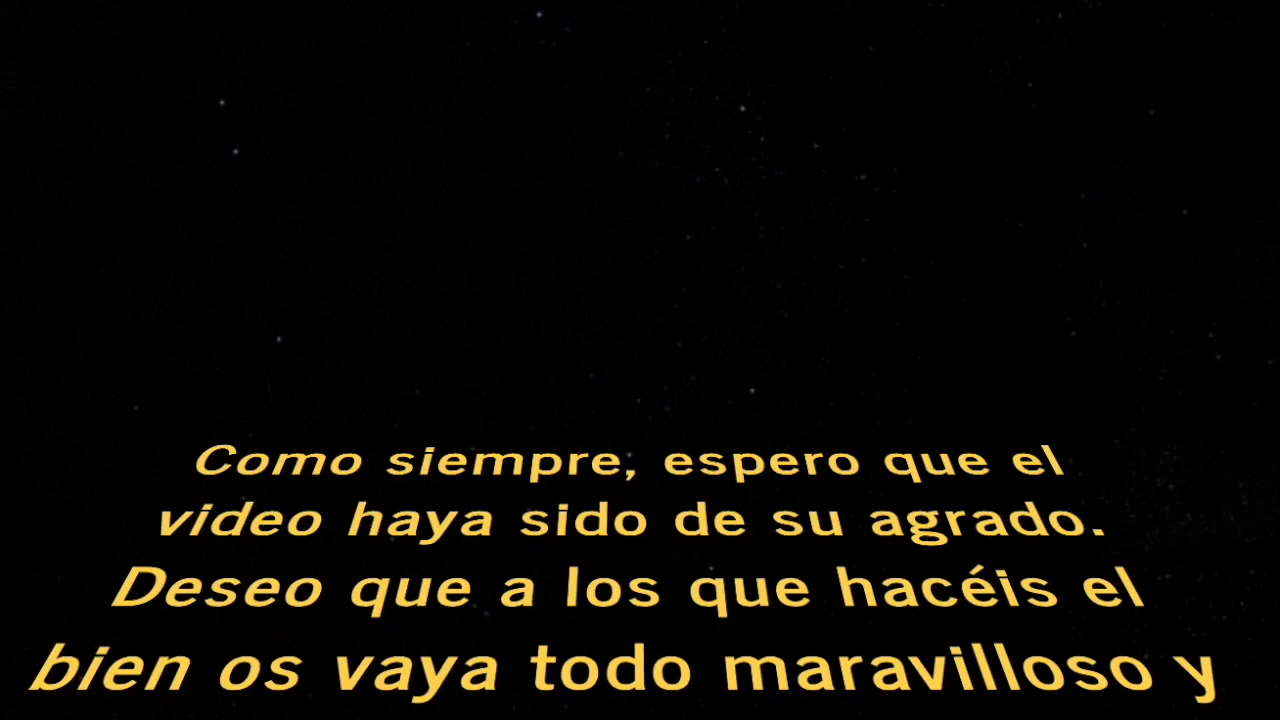 Como siempre, espero que el
video haya sido de su agrado.
Deseo que a los que hacéis el
bien os vaya todo maravilloso y